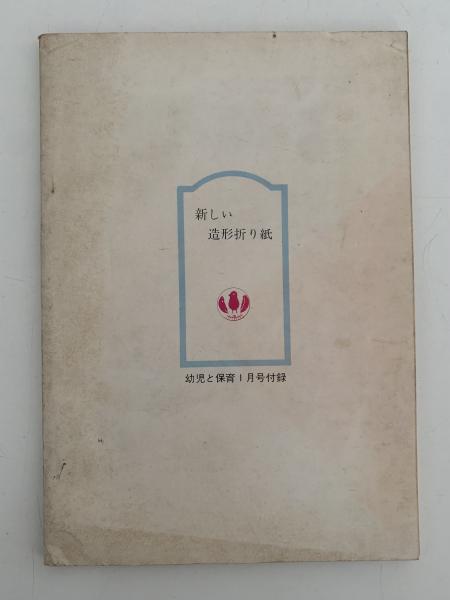 新しい
造形折り紙
幼児と保育1月号付録